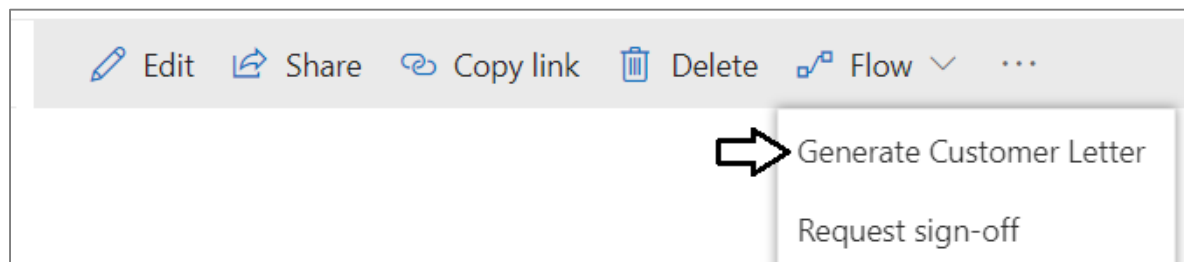 Edit Share Copy link Delete Flow ...
Generate Customer Letter
Request sign-off